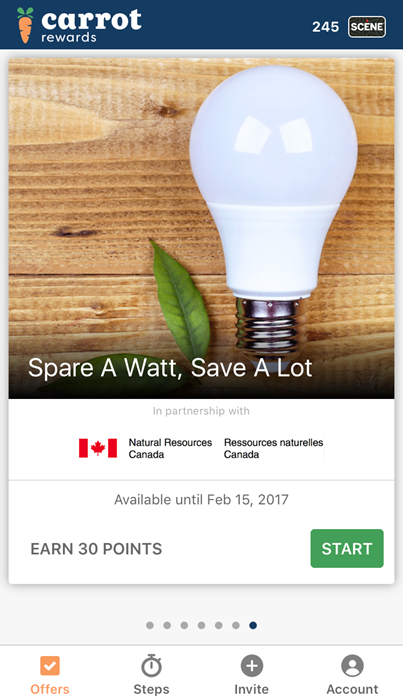 carrot
rewards
245
SCENE
Spare A Watt, Save A Lot
In partnership with
Natural Resources
Canada
Ressources naturelles
Canada
Available until Feb 15, 2017
EARN 30 POINTS
START
Offers
Steps
Invite
Account